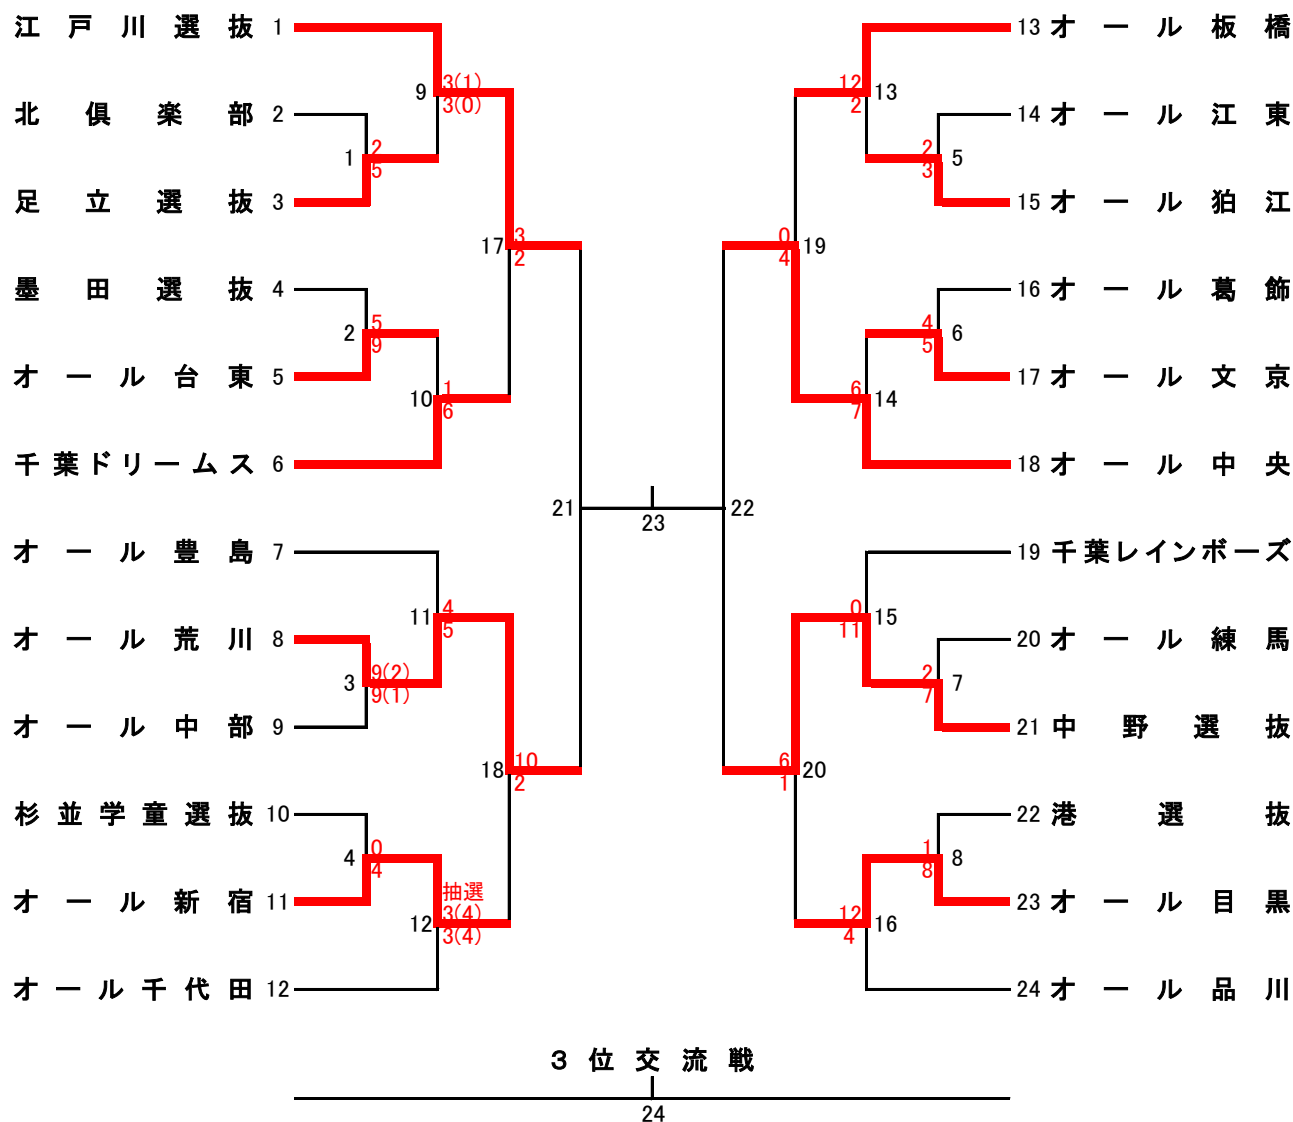 江戸川選抜 1
13 オール板橋
3(1)
9
3(0)
12
13
2
北倶楽部 2
14 オール江東
2
1
5
2
5
3
足立選抜 3
15 オール狛江
3
17
2
0
19
4
墨田選抜 4
16 オール葛飾
5
2
9
4
6
5
オール台東 5
17 オール文京
1
10
6
6
14
7
千葉ドリームス 6
18 オール中央
21
23
22
オール豊島 7
19 千葉レインボーズ
4
11
5
0
15
11
オール荒川 8
20 オール練馬
9(2)
3
9(1)
2
7
7
オール中部 9
21 中野選抜
10
18
2
6
20
1
杉並学童選抜 10
22 港選抜
0
4
4
1
8
8
オール新宿 11
23 オール目黒
抽選
3(4)
12
3(4)
12
16
4
オール千代田 12
24 オール品川
3位交流戦
24